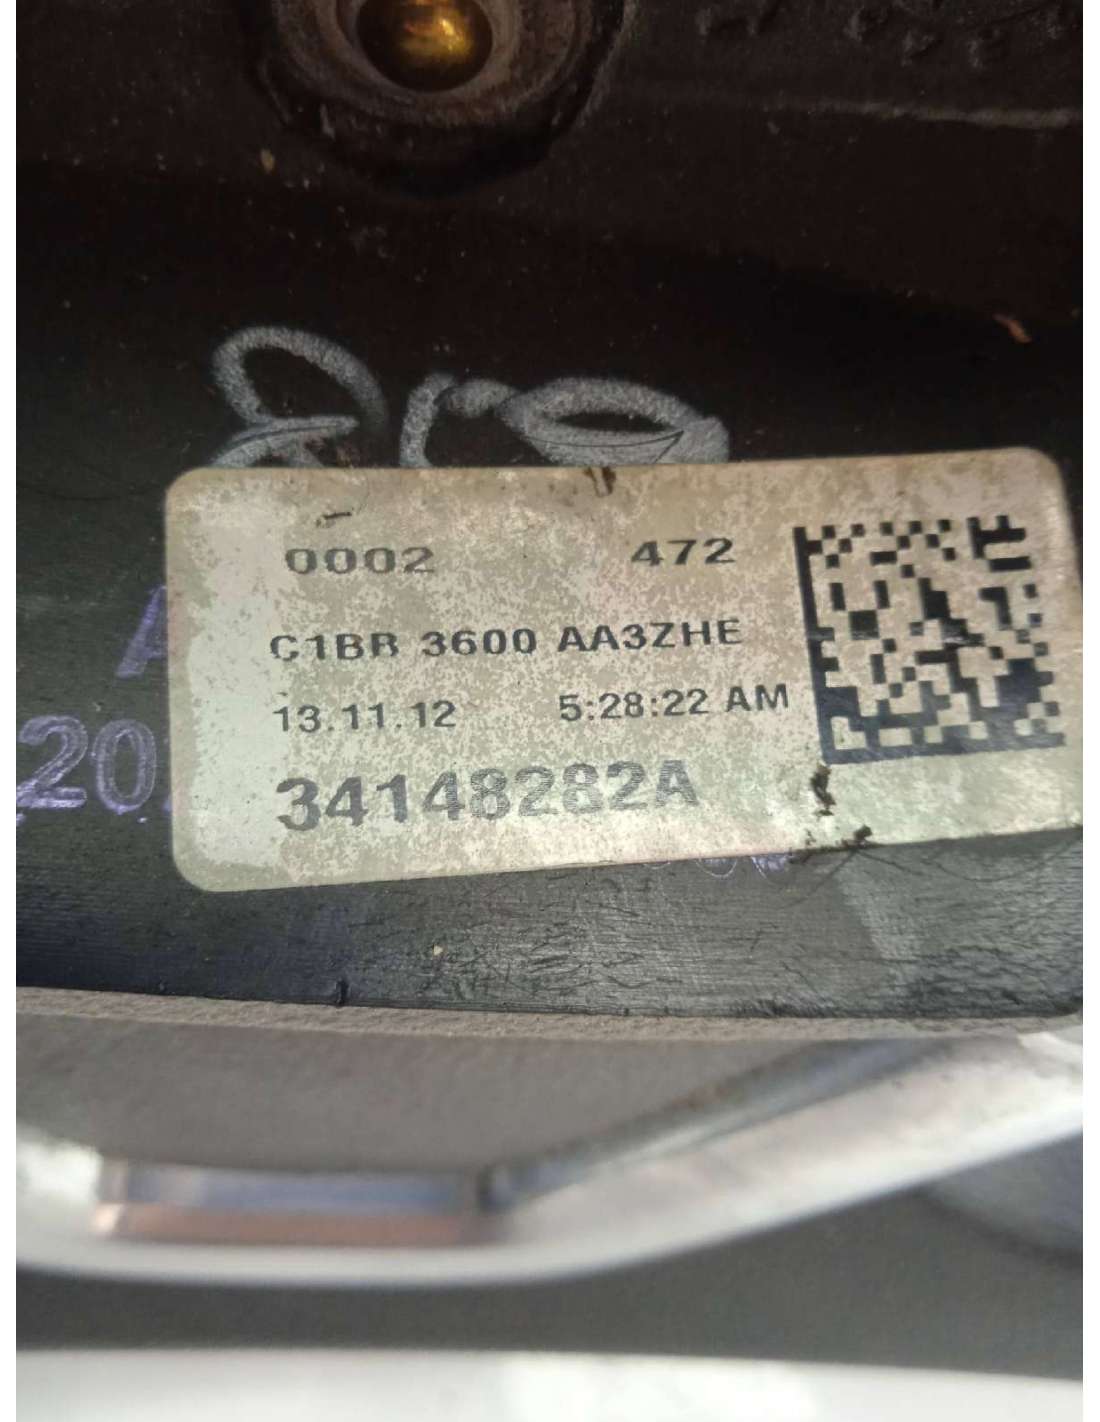 0002 472
C1BB 3600 AA3ZHE
13.11.12 5:28:22 AM
34148282A